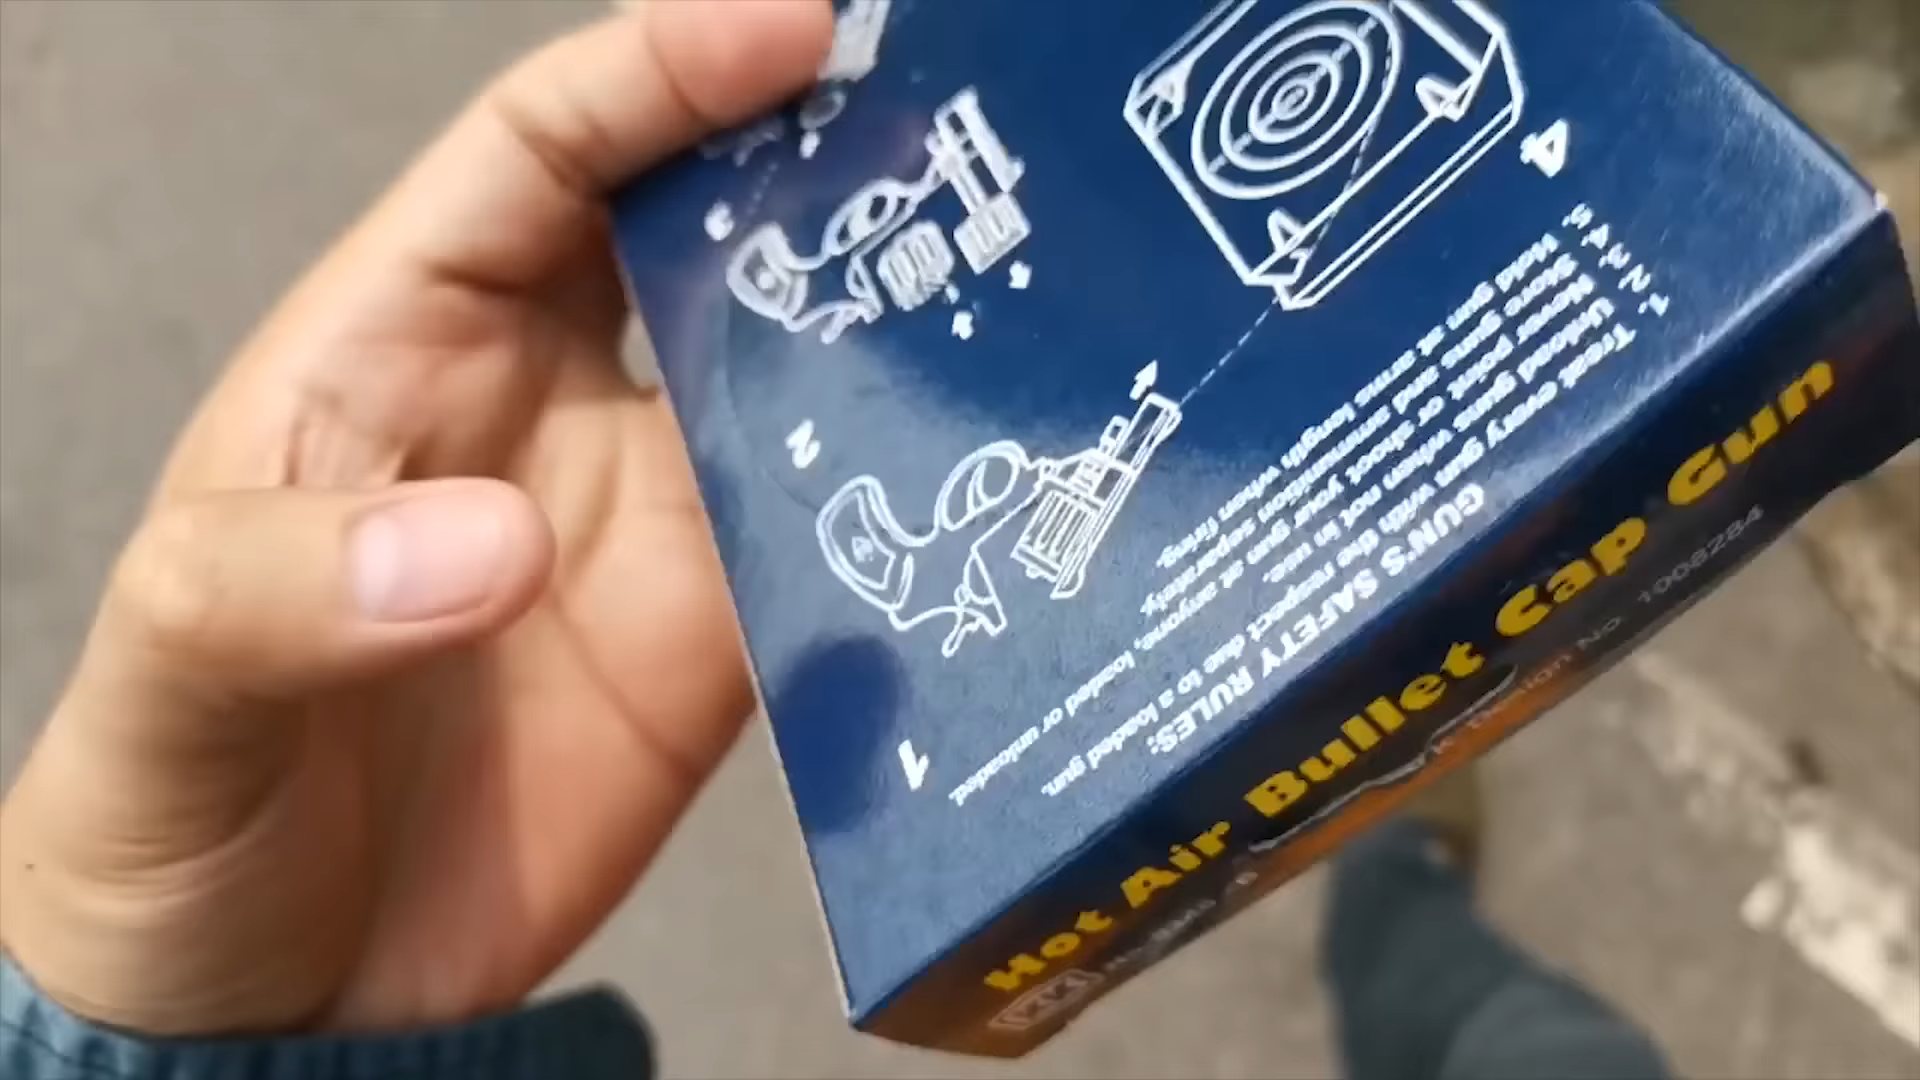 4
3
2
1
GUN'S SAFETY RULES:
1. Treat every gun with the respect due to a loaded gun.
2. Unload guns when not in use.
3. Never point or shoot your gun at anyone, loaded or unloaded.
4. Store guns and ammunition separately.
5. Hold gun at arms length when firing.
Hot Air Bullet Cap Gun
Design No. 1008284